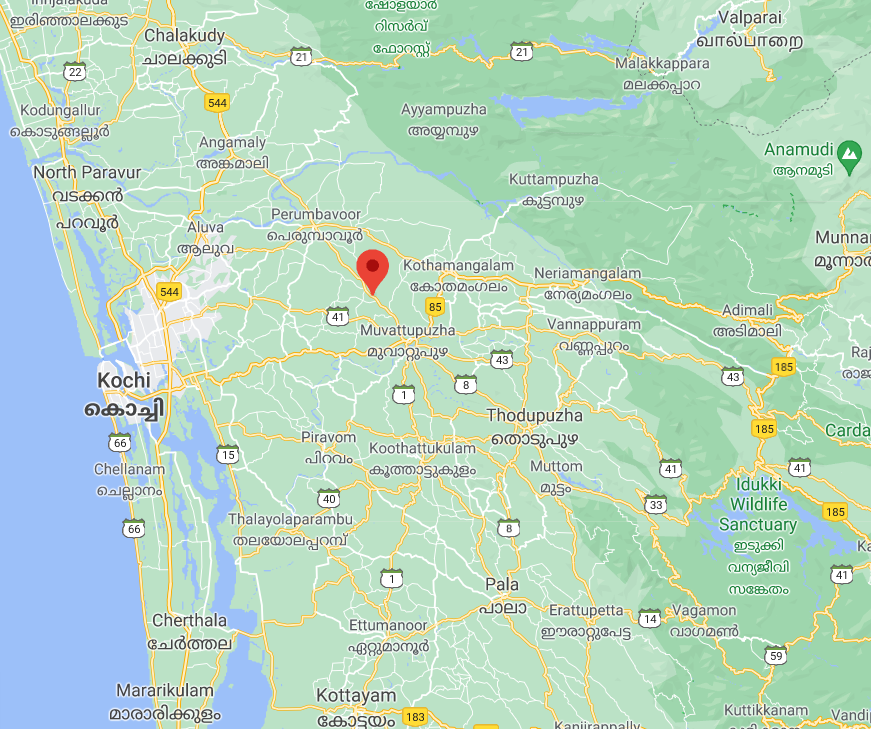 ഷോളയാർ
റിസർവ്
ഫോറസ്റ്റ്
Valparai
வால்பாறை
ഇരിഞ്ഞാലക്കുട
Chalakudy
ചാലക്കുടി
21
21
22
Malakkappara
മലക്കപ്പാറ
544
Kodungallur
കൊടുങ്ങല്ലൂർ
Ayyampuzha
അയ്യമ്പുഴ
Angamaly
അങ്കമാലി
Anamudi
ആനമുടി
North Paravur
വടക്കൻ
പറവൂർ
Kuttampuzha
കുട്ടമ്പുഴ
Perumbavoor
പെരുമ്പാവൂർ
Aluva
ആലുവ
Munnar
മൂന്നാർ
Kothamangalam
കോതമംഗലം
Neriamangalam
നേര്യമംഗലം
544
85
41
Adimali
അടിമാലി
Muvattupuzha
മുവാറ്റുപുഴ
Vannappuram
വണ്ണപ്പുറം
43
185
43
8
1
Kochi
കൊച്ചി
Thodupuzha
തൊടുപുഴ
185
66
Piravom
പിറവം
Koothattukulam
കൂത്താട്ടുകുളം
15
Chellanam
ചെല്ലാനം
Muttom
മുട്ടം
41
41
Idukki
Wildlife
Sanctuary
ഇടുക്കി
വന്യജീവി
സങ്കേതം
40
33
185
66
Thalayolaparambu
തലയോലപ്പറമ്പ്
8
1
41
Pala
പാലാ
Cherthala
ചേർത്തല
Ettumanoor
ഏറ്റുമാനൂർ
Erattupetta
ഈരാറ്റുപേട്ട
14
Vagamon
വാഗമൺ
59
Mararikulam
മാരാരിക്കുളം
Kottayam
കോട്ടയം
183
Kuttikkanam
Kanjirappally